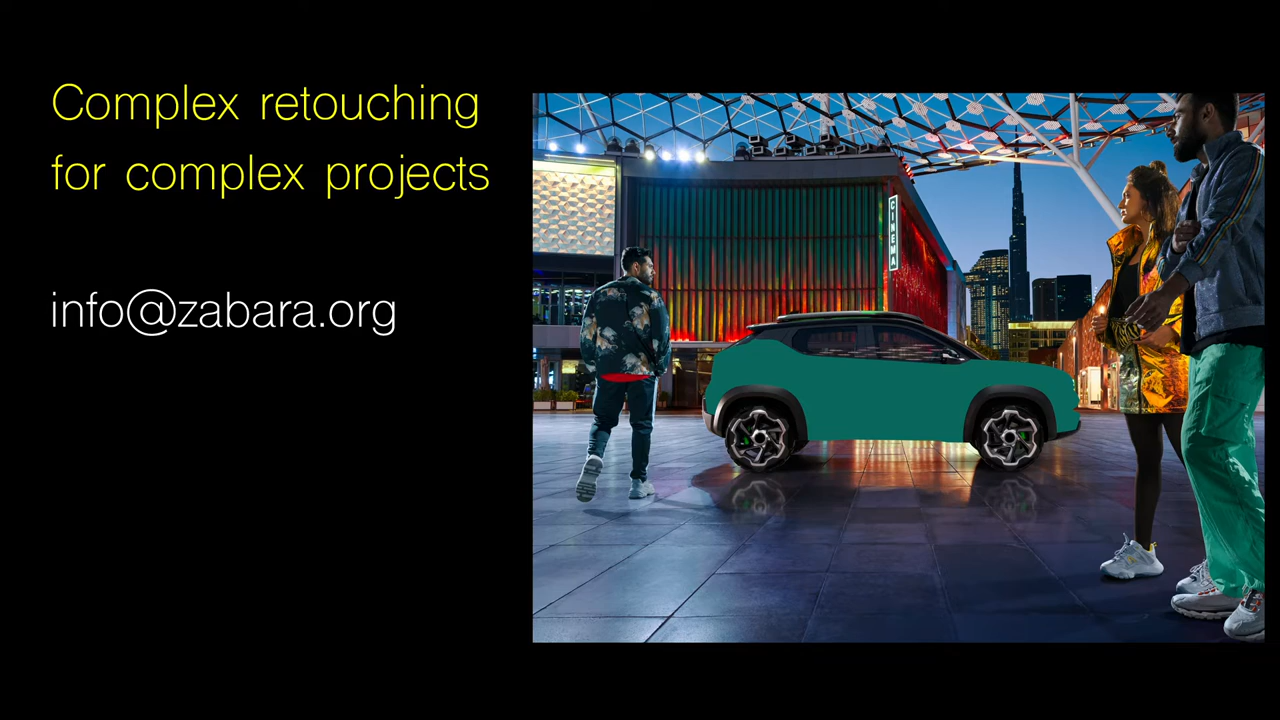 Complex retouching
for complex projects
info@zabara.org
CINEMA